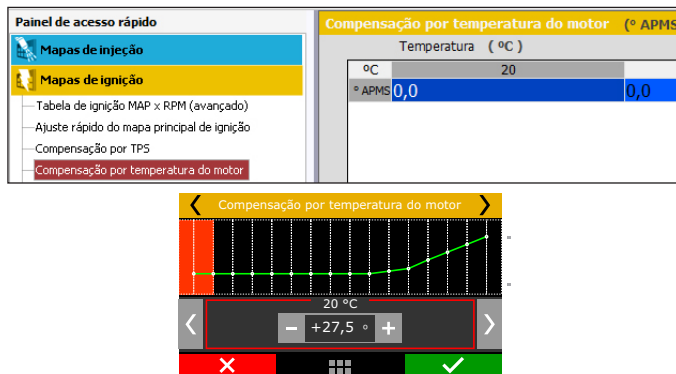 Painel de acesso rápido
Mapas de injeção
Mapas de ignição
Tabela de ignição MAP x RPM (avançado)
Ajuste rápido do mapa principal de ignição
Compensação por TPS
Compensação por temperatura do motor
Compensação por temperatura do motor (º APMS
Temperatura ( ºC )
ºC 20
º APMS 0,0 0,0
Compensação por temperatura do motor
20 °C
- +27,5 ° +